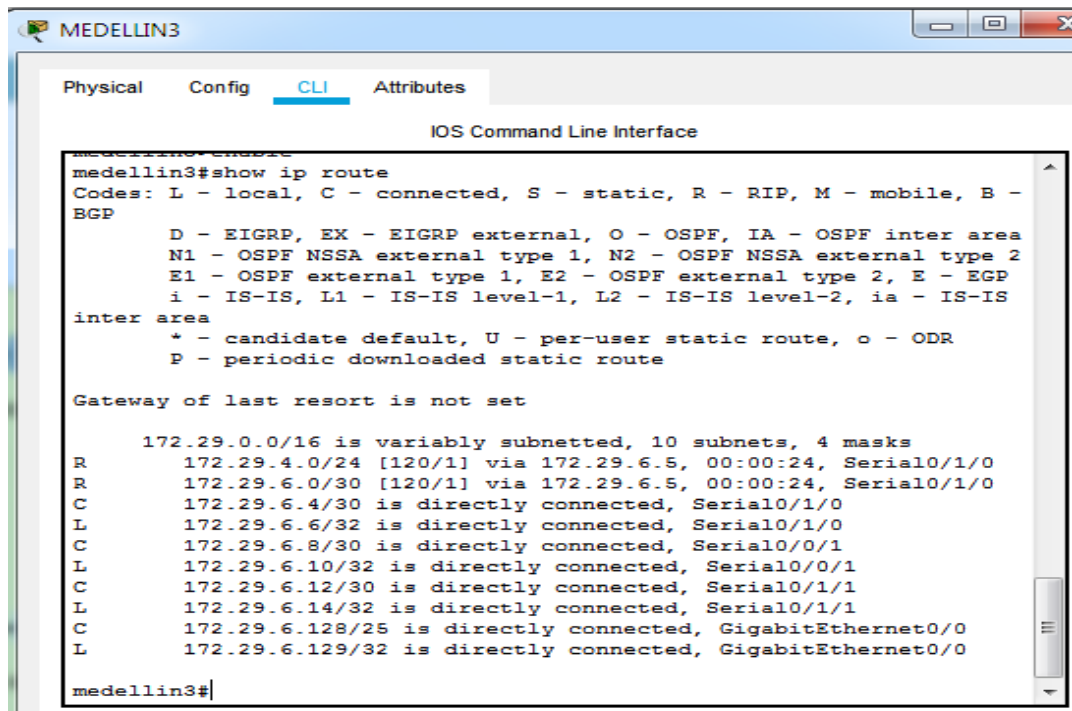 MEDELLIN3
Physical Config CLI Attributes
IOS Command Line Interface
medellin3>enable
medellin3#show ip route
Codes: L - local, C - connected, S - static, R - RIP, M - mobile, B -
BGP
D - EIGRP, EX - EIGRP external, O - OSPF, IA - OSPF inter area
N1 - OSPF NSSA external type 1, N2 - OSPF NSSA external type 2
E1 - OSPF external type 1, E2 - OSPF external type 2, E - EGP
i - IS-IS, L1 - IS-IS level-1, L2 - IS-IS level-2, ia - IS-IS
inter area
* - candidate default, U - per-user static route, o - ODR
P - periodic downloaded static route
Gateway of last resort is not set
172.29.0.0/16 is variably subnetted, 10 subnets, 4 masks
R 172.29.4.0/24 [120/1] via 172.29.6.5, 00:00:24, Serial0/1/0
R 172.29.6.0/30 [120/1] via 172.29.6.5, 00:00:24, Serial0/1/0
C 172.29.6.4/30 is directly connected, Serial0/1/0
L 172.29.6.6/32 is directly connected, Serial0/1/0
C 172.29.6.8/30 is directly connected, Serial0/0/1
L 172.29.6.10/32 is directly connected, Serial0/0/1
C 172.29.6.12/30 is directly connected, Serial0/1/1
L 172.29.6.14/32 is directly connected, Serial0/1/1
C 172.29.6.128/25 is directly connected, GigabitEthernet0/0
L 172.29.6.129/32 is directly connected, GigabitEthernet0/0
medellin3#